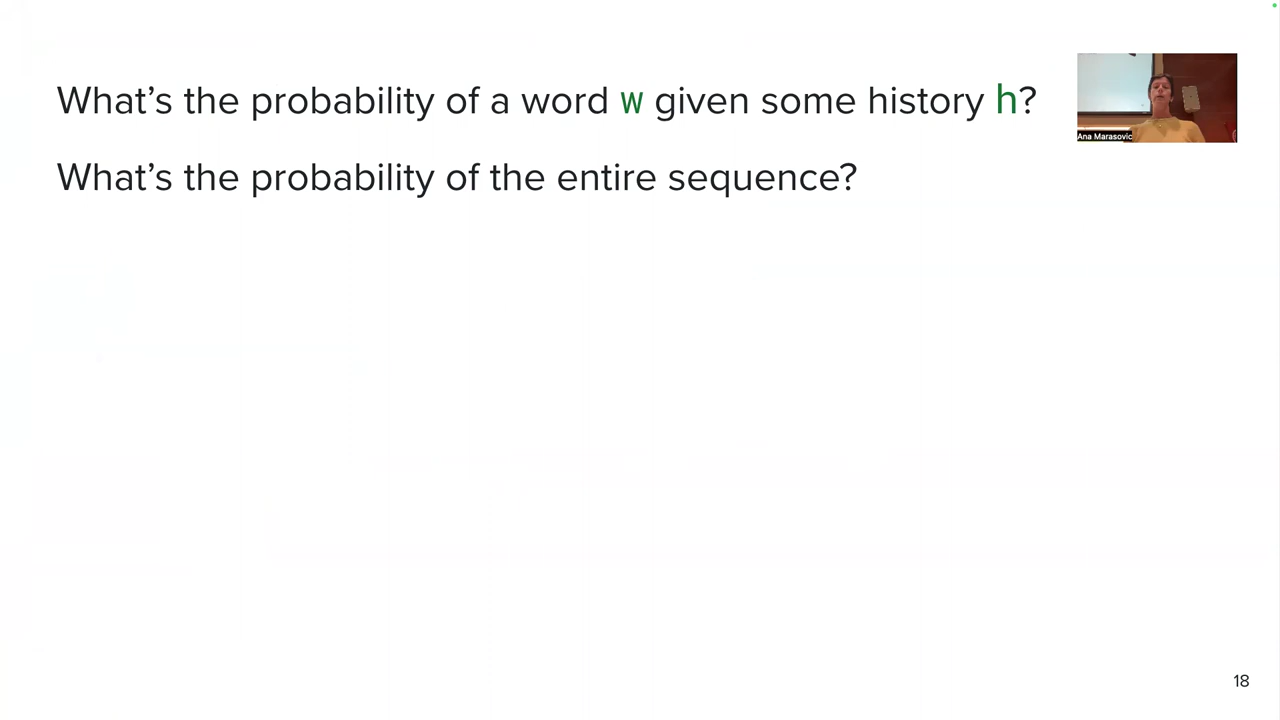 What's the probability of a word w given some history h?
Ana Marasovic
What's the probability of the entire sequence?
18